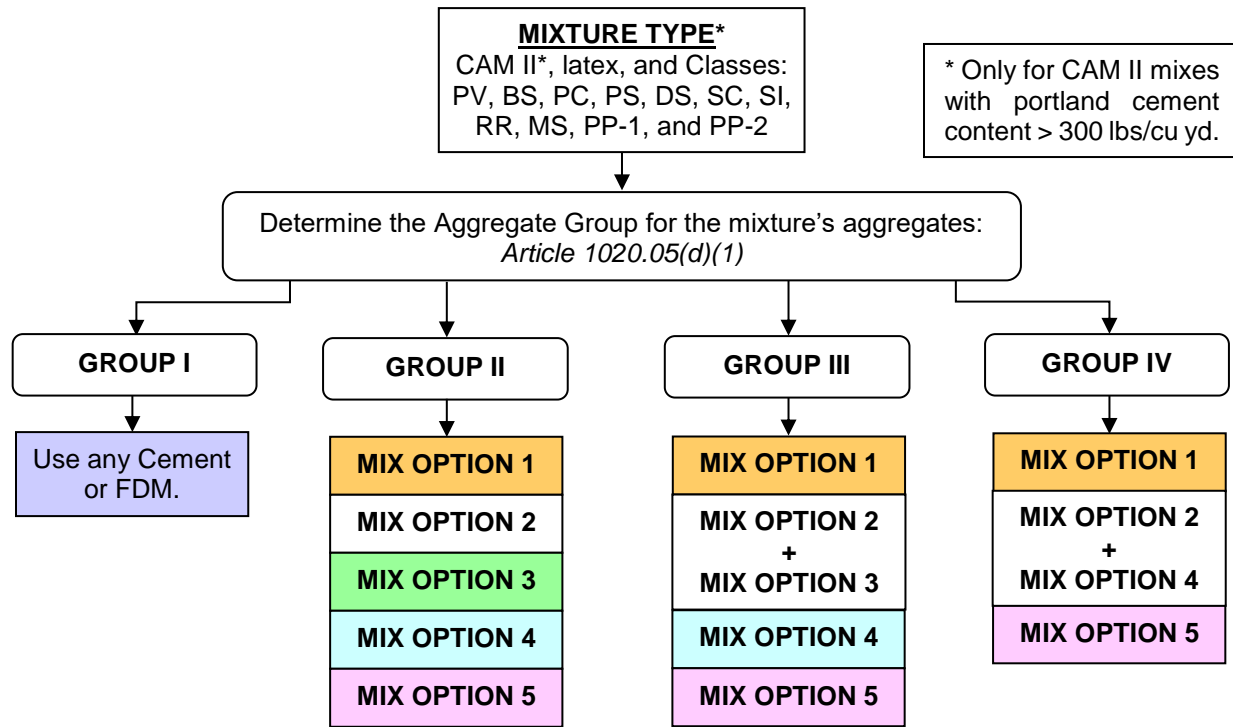 MIXTURE TYPE*
CAM II*, latex, and Classes:
PV, BS, PC, PS, DS, SC, SI,
RR, MS, PP-1, and PP-2
* Only for CAM II mixes
with portland cement
content > 300 lbs/cu yd.
Determine the Aggregate Group for the mixture’s aggregates:
Article 1020.05(d)(1)
GROUP I
Use any Cement
or FDM.
GROUP II
MIX OPTION 1
MIX OPTION 2
MIX OPTION 3
MIX OPTION 4
MIX OPTION 5
GROUP III
MIX OPTION 1
MIX OPTION 2
+
MIX OPTION 3
MIX OPTION 4
MIX OPTION 5
GROUP IV
MIX OPTION 1
MIX OPTION 2
+
MIX OPTION 4
MIX OPTION 5